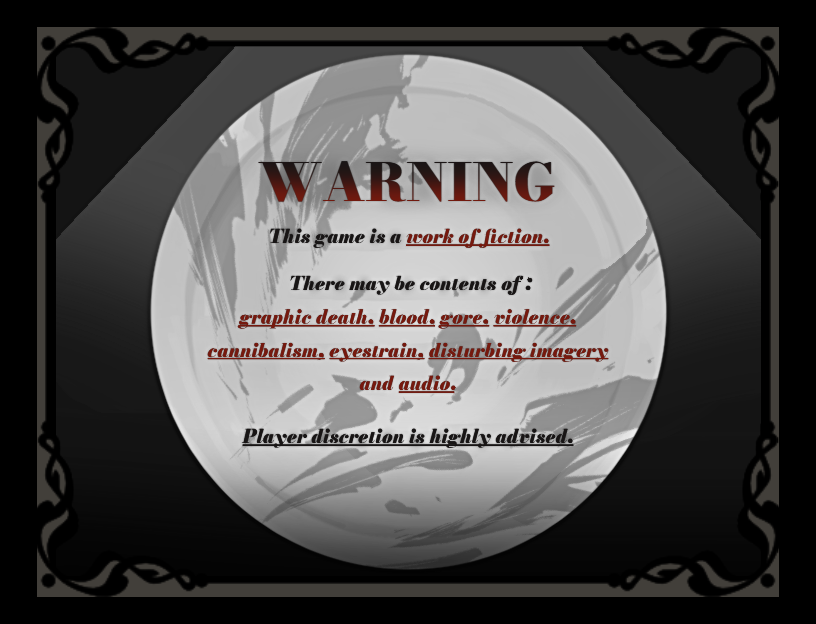 WARNING
This game is a work of fiction.
There may be contents of :
graphic death, blood, gore, violence,
cannibalism, eyestrain, disturbing imagery
and audio.
Player discretion is highly advised.